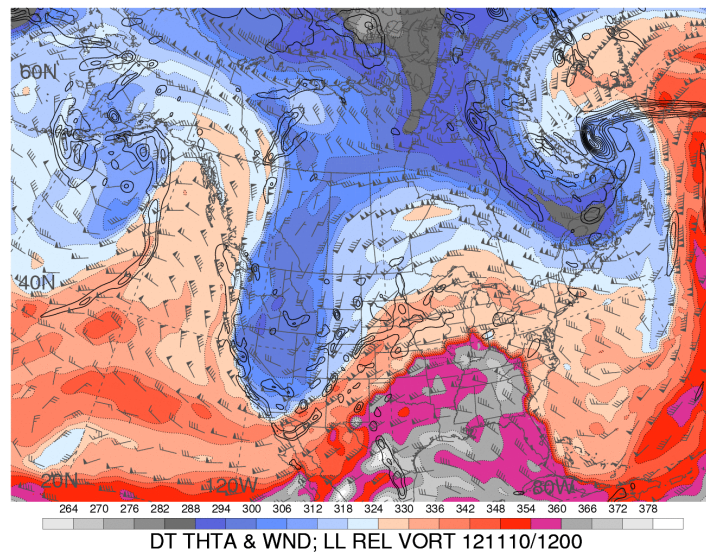 60N
40N
20N
120W
80W
264 270 276 282 288 294 300 306 312 318 324 330 336 342 348 354 360 366 372 378
DT THTA & WND; LL REL VORT 121110/1200